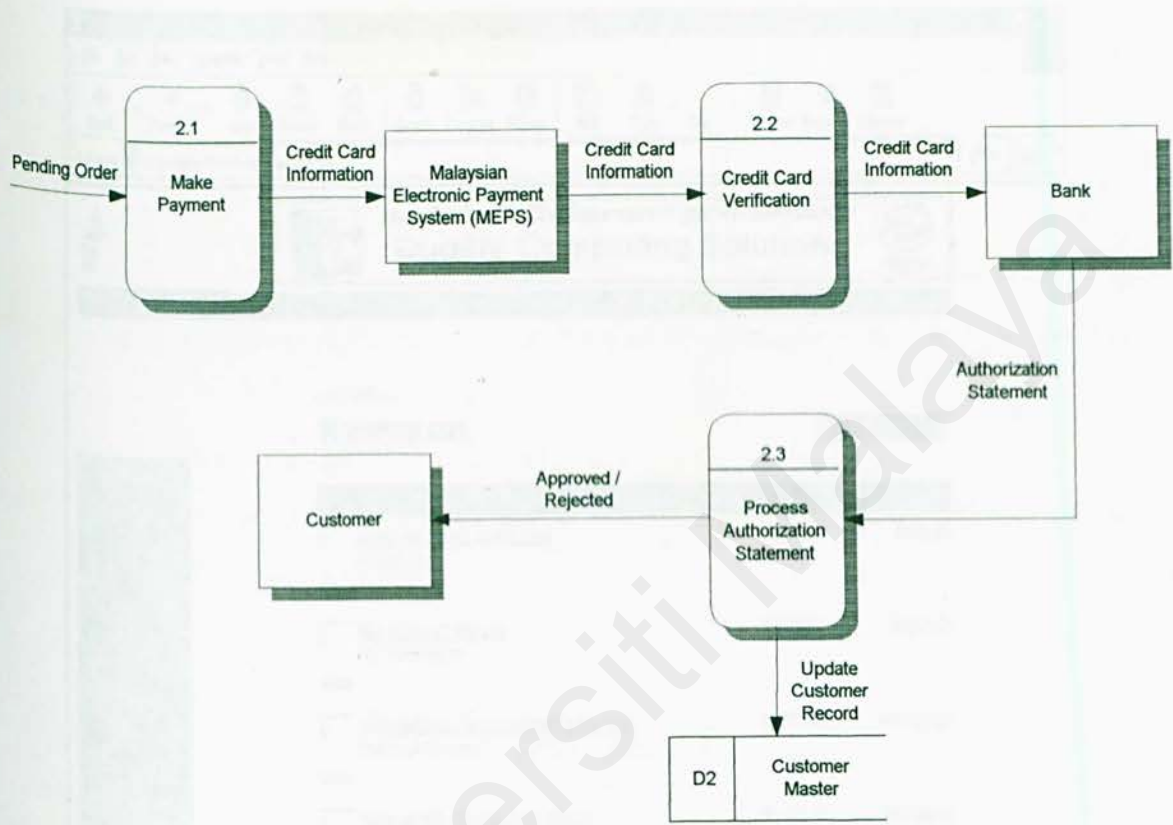 Pending Order
2.1
Make
Payment
Credit Card
Information
Malaysian
Electronic Payment
System (MEPS)
Credit Card
Information
2.2
Credit Card
Verification
Credit Card
Information
Bank
Authorization
Statement
2.3
Process
Authorization
Statement
Approved /
Rejected
Customer
Update
Customer
Record
D2
Customer
Master
ersiti Malaya